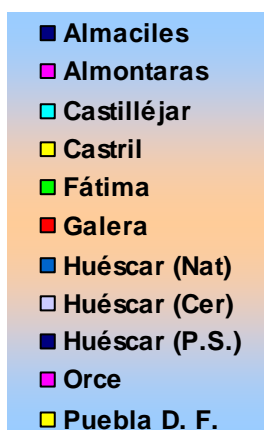 Almaciles
Almontaras
Castilléjar
Castril
Fátima
Galera
Huéscar (Nat)
Huéscar (Cer)
Huéscar (P.S.)
Orce
Puebla D. F.